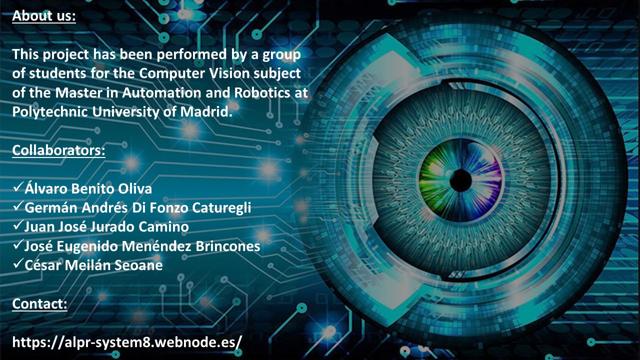 About us:
This project has been performed by a group
of students for the Computer Vision subject
of the Master in Automation and Robotics at
Polytechnic University of Madrid.
Collaborators:
✓Álvaro Benito Oliva
✓Germán Andrés Di Fonzo Caturegli
✓Juan José Jurado Camino
✓José Eugenido Menéndez Brincones
✓César Meilán Seoane
Contact:
https://alpr-system8.webnode.es/